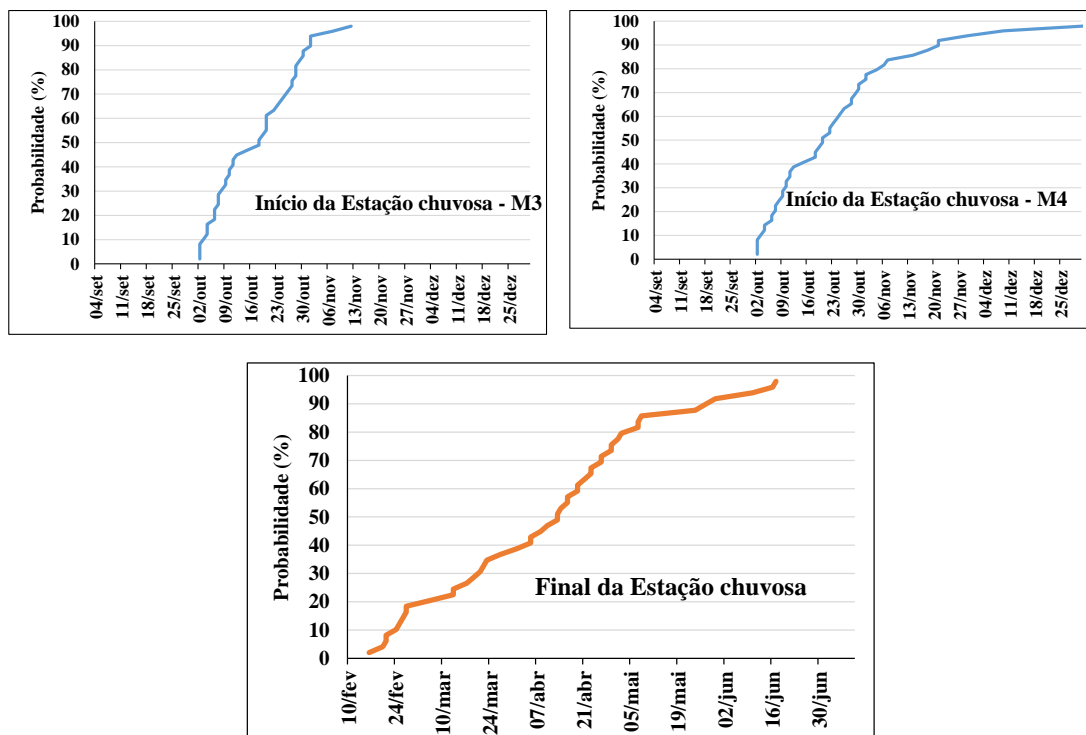 100
90
80
70
60
50
40
30
20
10
0
Probabilidade (%)
Início da Estação chuvosa - M3
04/set
11/set
18/set
25/set
02/out
09/out
16/out
23/out
30/out
06/nov
13/nov
20/nov
27/nov
04/dez
11/dez
18/dez
25/dez
100
90
80
70
60
50
40
30
20
10
0
Probabilidade (%)
Início da Estação chuvosa - M4
04/set
11/set
18/set
25/set
02/out
09/out
16/out
23/out
30/out
06/nov
13/nov
20/nov
27/nov
04/dez
11/dez
18/dez
25/dez
100
90
80
70
60
50
40
30
20
10
0
Probabilidade (%)
Final da Estação chuvosa
10/fev
24/fev
10/mar
24/mar
07/abr
21/abr
05/mai
19/mai
02/jun
16/jun
30/jun